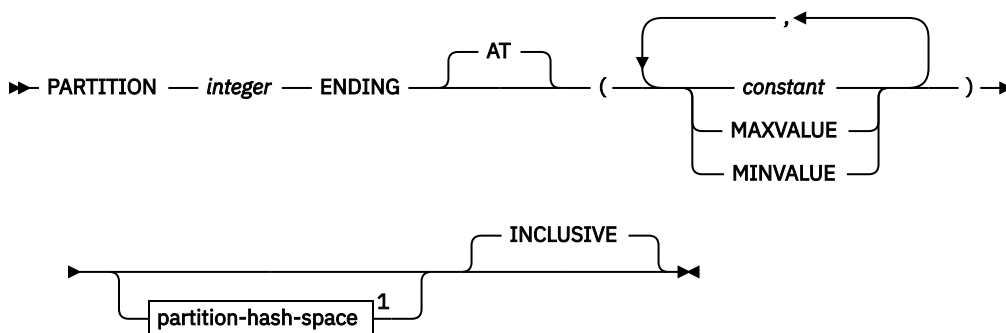 ,
AT
PARTITION integer ENDING ( constant )
MAXVALUE
MINVALUE
INCLUSIVE
partition-hash-space 1